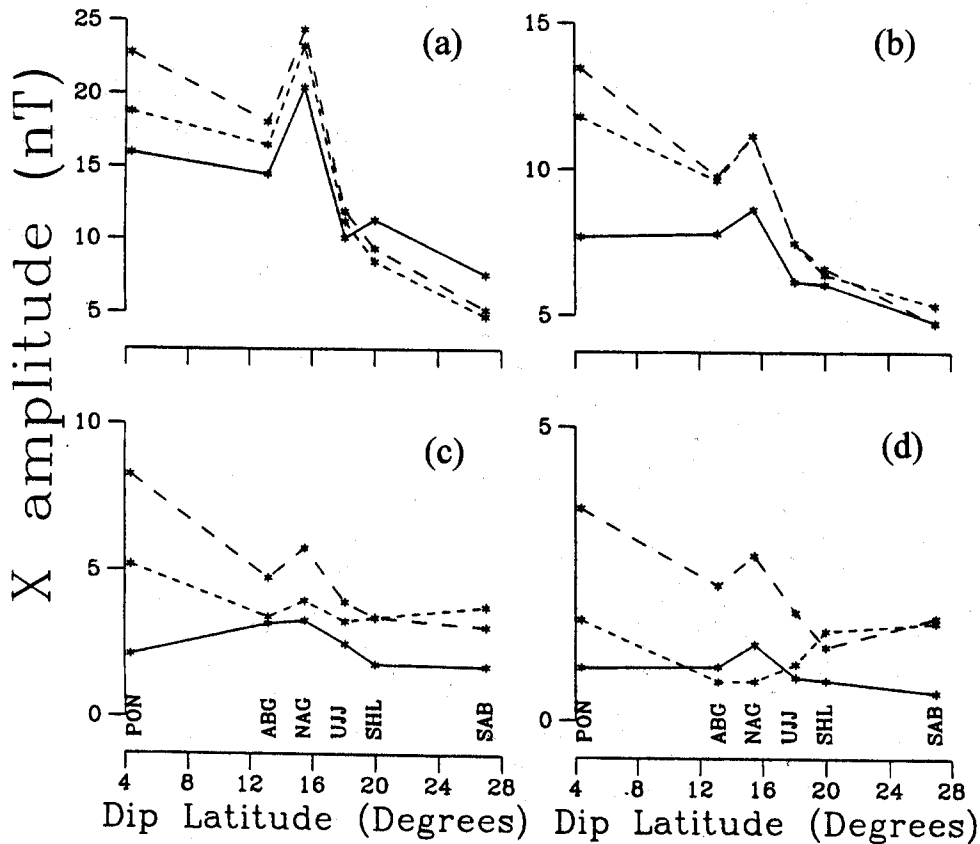 X amplitude (nT)
25
20
15
10
5
(a)
15
10
5
(b)
10
5
0
(c)
PON
ABG
NAG
UJJ
SHL
SAB
4
8
12
16
20
24
28
Dip Latitude (Degrees)
5
0
(d)
PON
ABG
NAG
UJJ
SHL
SAB
4
8
12
16
20
24
28
Dip Latitude (Degrees)